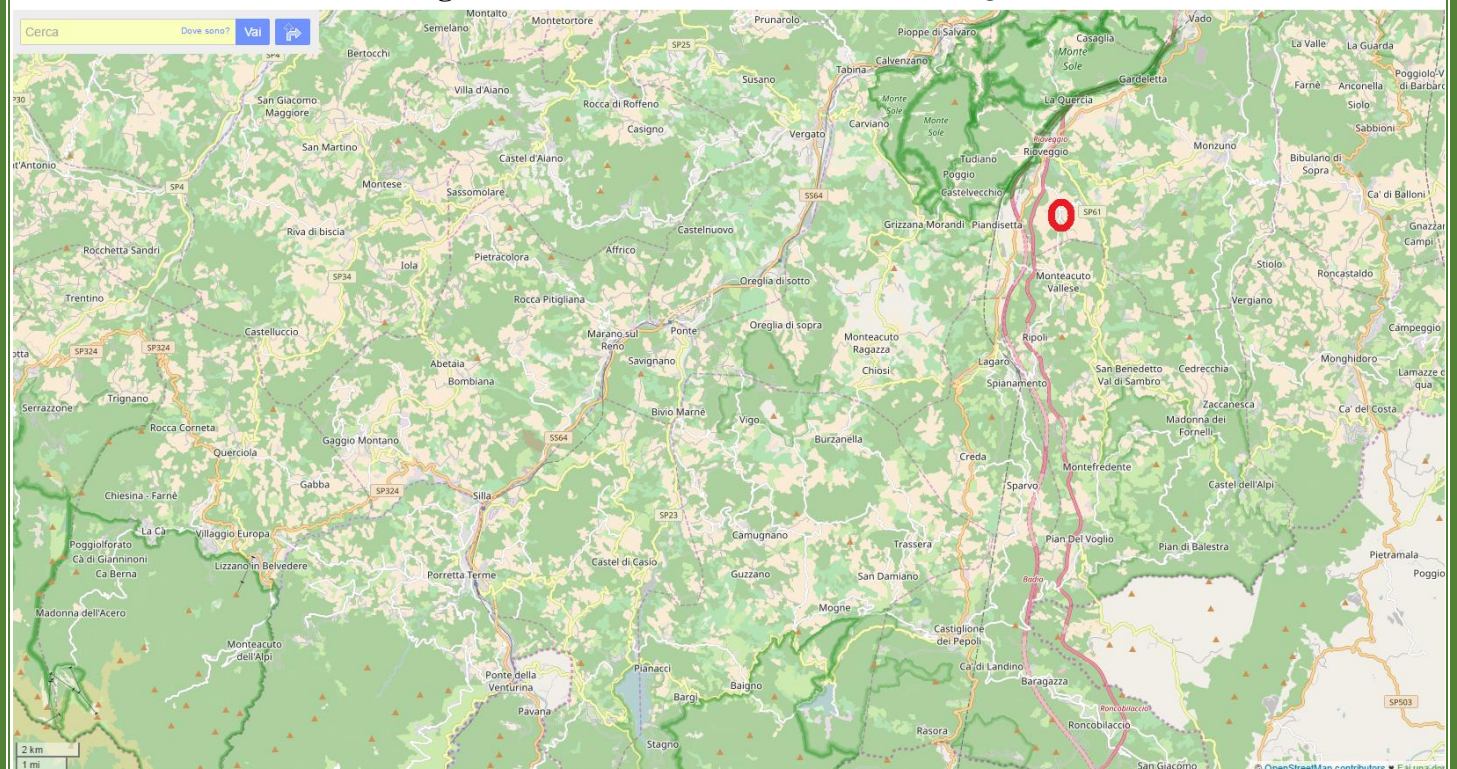 Montalto
Semelano
Montetortore
Prunarolo
Pioppe di Salvaro
Vado
Cerca
Dove sono?
Vai
SP4
Bertocchi
SP25
Calvenzano
Casaglia
Monte Sole
La Valle
La Guarda
Tabina
Susano
Gardeletta
Villa d'Aiano
San Giacomo
Maggiore
Rocca di Roffeno
Monte
Sole
La Quercia
Farnè
Anconella
Siolo
Casigno
Vergato
Carviano
Monte
Sole
Sabbioni
San Martino
Rioveggio
Rioveggio
Monzuno
Castel d'Aiano
Tudiano
Bibulano di
Sopra
SP4
Montese
Sassomolare
SS64
Poggio
Castelvecchio
Ca' di Balloni
SP61
Riva di biscia
Castelnuovo
Grizzana Morandi
Piandisetta
Campi
Rocchetta Sandri
Affrico
Pietracolora
Iola
SP34
Stiolo
Roncastaldo
Oreglia di sotto
Monteacuto
Vallese
Trentino
Rocca Pitigliana
Vergiano
Castelluccio
Marano sul
Reno
Ponte
Oreglia di sopra
Monteacuto
Ragazza
Ripoli
Campeggio
SP324
SP324
Savignano
Lagaro
Monghidoro
Abetaia
Bombiana
Chiosi
Spianamento
San Benedetto
Val di Sambro
Cedrecchia
Trignano
Serrazzone
Bivio Marnè
Vigo
Zaccanesca
Ca' del Costa
Rocca Corneta
Madonna dei
Fornelli
Gaggio Montano
SS64
Burzanella
Querciola
Creda
Montefredente
Gabba
SP324
Sparvo
Castel dell'Alpi
Chiesina - Farnè
Silla
SP23
La Cà
Villaggio Europa
Camugnano
Trassera
Pian Del Voglio
Pian di Balestra
Poggiolforato
Cà di Gianninoni
Ca Berna
Lizzano in Belvedere
Castel di Casio
Pietramala
Porretta Terme
Guzzano
San Damiano
Badia
Poggio
Madonna dell'Acero
Mogne
Castiglione
dei Pepoli
Monteacuto
dell'Alpi
Ponte della
Venturina
Pianacci
Ca' di Landino
Baragazza
Baigno
Bargi
SP503
Pavana
Roncobilaccio
Roncobilaccio
Rasora
Stagno
2 km
1 mi
San Giacomo
© OpenStreetMap contributors